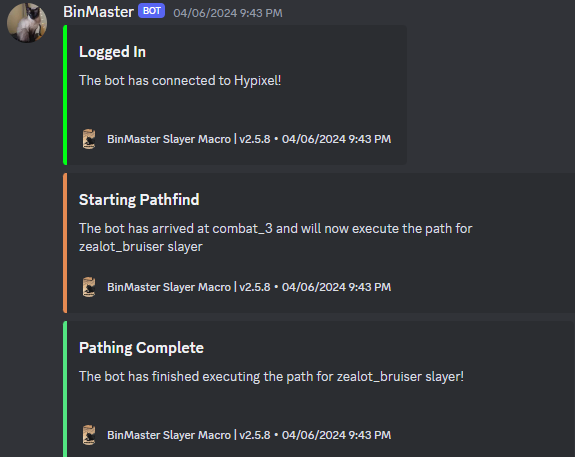 BinMaster BOT 04/06/2024 9:43 PM
Logged In
The bot has connected to Hypixel!
BinMaster Slayer Macro | v2.5.8 • 04/06/2024 9:43 PM
Starting Pathfind
The bot has arrived at combat_3 and will now execute the path for
zealot_bruiser slayer
BinMaster Slayer Macro | v2.5.8 • 04/06/2024 9:43 PM
Pathing Complete
The bot has finished executing the path for zealot_bruiser slayer!
BinMaster Slayer Macro | v2.5.8 • 04/06/2024 9:43 PM